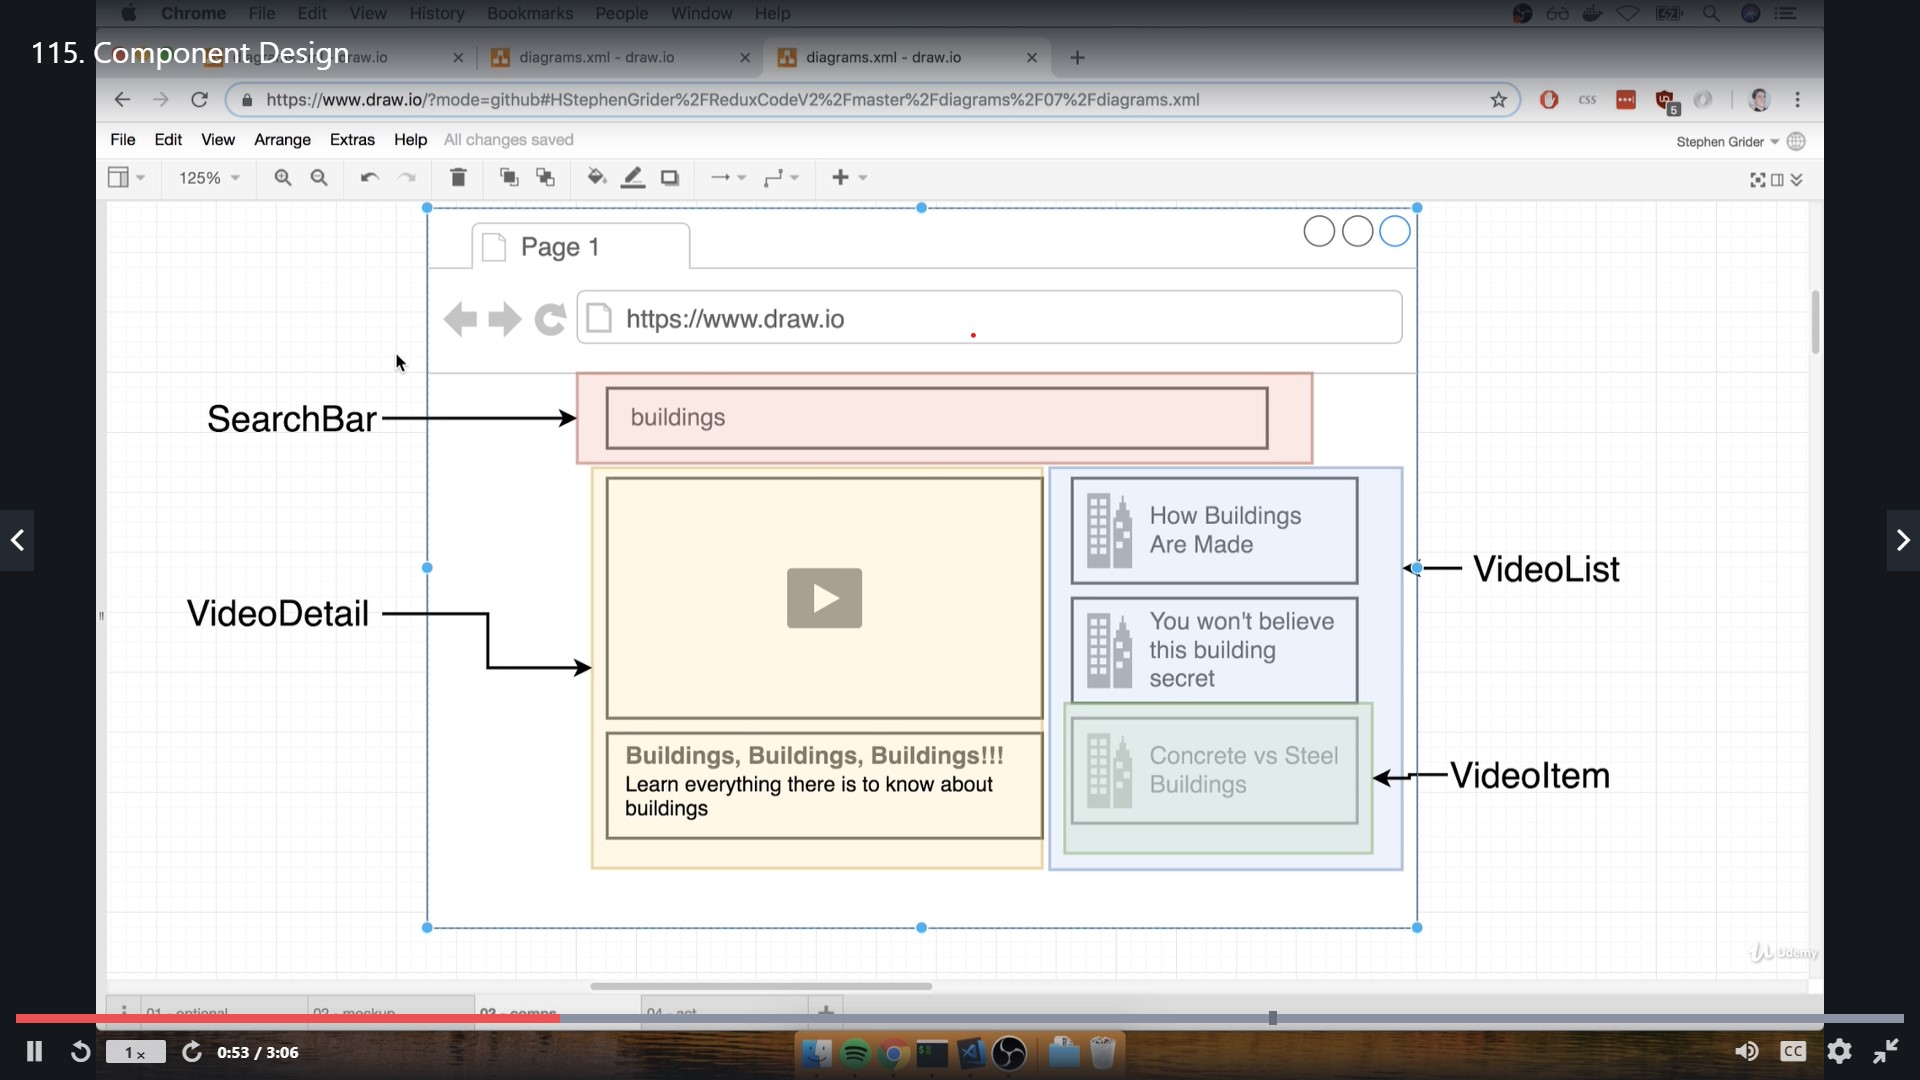 Chrome File Edit View History Bookmarks People Window Help
115. Component Design
diagrams.xml - draw.io
diagrams.xml - draw.io
https://www.draw.io/?mode=github#HStephenGrider%2FReduxCodeV2%2Fmaster%2Fdiagrams%2F07%2Fdiagrams.xml
CSS
5
File Edit View Arrange Extras Help All changes saved
Stephen Grider
125%
Page 1
https://www.draw.io
SearchBar
buildings
How Buildings
Are Made
VideoList
VideoDetail
You won't believe
this building
secret
Buildings, Buildings, Buildings!!!
Learn everything there is to know about
buildings
Concrete vs Steel
Buildings
VideoItem
Udemy
01 - optional
02 - mockup
03 - comps
04 - act
1 x
0:53 / 3:06
CC